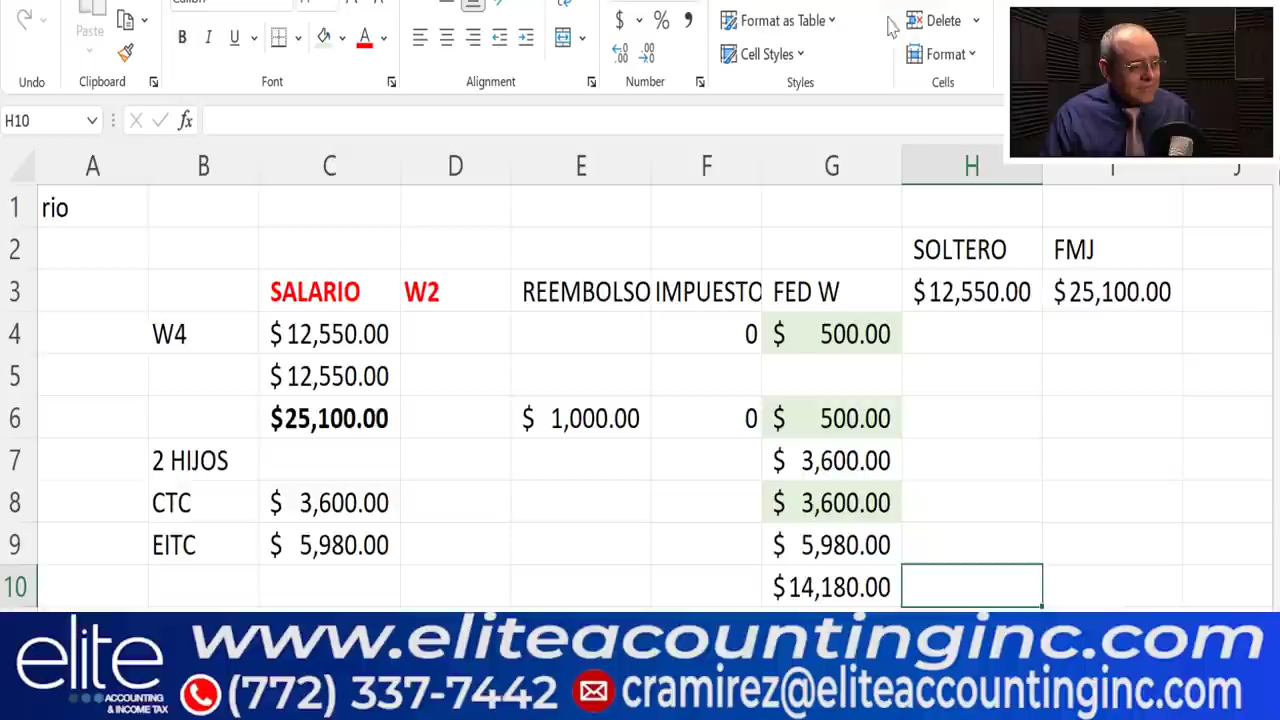 Paste
Calibri
B I U A
$ % ,
Format as Table
Cell Styles
Delete
Format
Undo Clipboard Font Alignment Number Styles Cells
H10 fx
A B C D E F G H I J
1 rio
2 SOLTERO FMJ
3 SALARIO W2 REEMBOLSO IMPUESTO FED W $12,550.00 $25,100.00
4 W4 $12,550.00 0 $ 500.00
5 $12,550.00
6 $25,100.00 $ 1,000.00 0 $ 500.00
7 2 HIJOS $ 3,600.00
8 CTC $ 3,600.00 $ 3,600.00
9 EITC $ 5,980.00 $ 5,980.00
10 $14,180.00
elite
ACCOUNTING
& INCOME TAX
www.eliteacountinginc.com
(772) 337-7442 cramirez@eliteaccountinginc.com